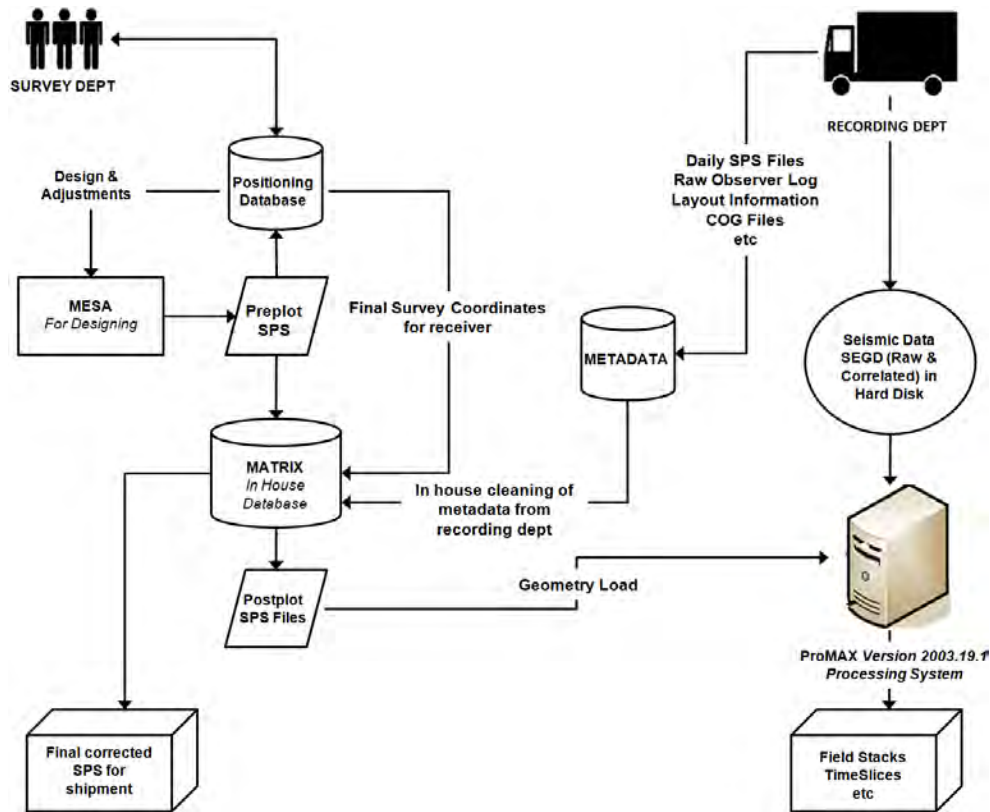 SURVEY DEPT
RECORDING DEPT
Design &
Adjustments
Positioning
Database
Daily SPS Files
Raw Observer Log
Layout Information
COG Files
etc
MESA
For Designing
Preplot
SPS
Final Survey Coordinates
for receiver
METADATA
Seismic Data
SEGD (Raw &
Correlated) in
Hard Disk
MATRIX
In House
Database
In house cleaning of
metadata from
recording dept
Postplot
SPS Files
Geometry Load
ProMAX Version 2003.19.1
Processing System
Final corrected
SPS for
shipment
Field Stacks
TimeSlices
etc